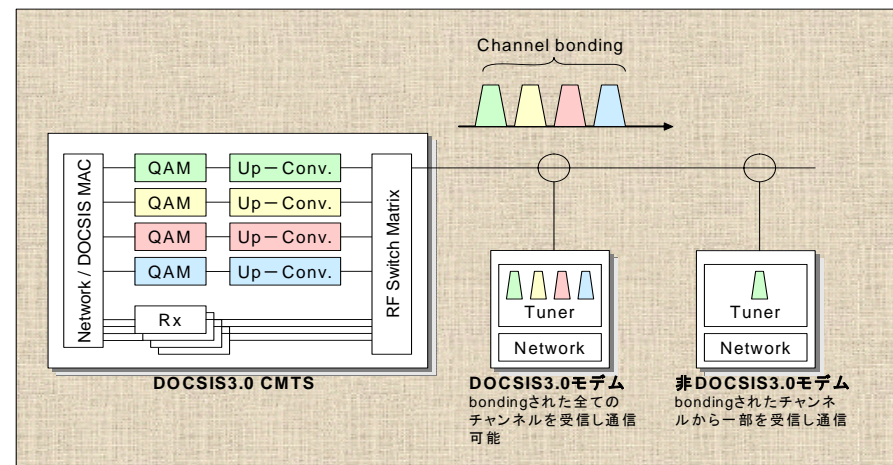 Channel bonding
Network / DOCSIS MAC
QAM
Up－Conv.
QAM
Up－Conv.
QAM
Up－Conv.
QAM
Up－Conv.
Rx
RF Switch Matrix
DOCSIS3.0 CMTS
Tuner
Network
DOCSIS3.0モデム
bondingされた全ての
チャンネルを受信し通信
可能
Tuner
Network
非DOCSIS3.0モデム
bondingされたチャンネ
ルから一部を受信し通信